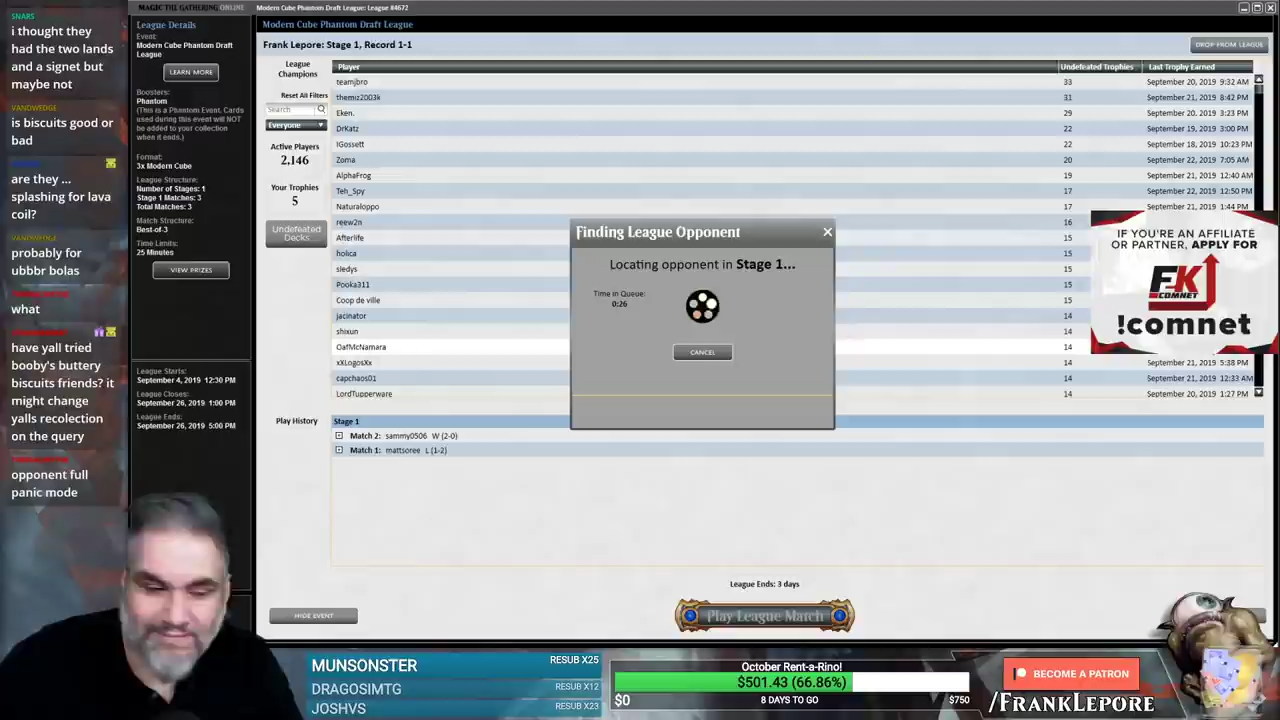 SNARS
i thought they
had the two lands
and a signet but
maybe not
VANDWEDGE
is biscuits good or
bad
are they ...
splashing for lava
coil?
VANDWEDGE
probably for
ubbbr bolas
what
have yall tried
booby's buttery
biscuits friends? it
might change
yalls recolection
on the query
opponent full
panic mode
MAGIC THE GATHERING ONLINE
League Details
Event:
Modern Cube Phantom Draft
League
LEARN MORE
Boosters:
Phantom
(This is a Phantom Event. Cards
used during this event will NOT
be added to your collection
when it ends.)
Format:
3x Modern Cube
League Structure:
Number of Stages: 1
Stage 1 Matches: 3
Total Matches: 3
Match Structure:
Best-of-3
Time Limits:
25 Minutes
VIEW PRIZES
League Starts:
September 4, 2019 12:30 PM
League Closes:
September 26, 2019 1:00 PM
League Ends:
September 26, 2019 5:00 PM
Modern Cube Phantom Draft League: League #4672
Modern Cube Phantom Draft League
Frank Lepore: Stage 1, Record 1-1
DROP FROM LEAGUE
League
Champions
Reset All Filters
Search
Everyone
Active Players
2,146
Your Trophies
5
Undefeated
Decks...
Player Undefeated Trophies Last Trophy Earned
teamjbro 33 September 20, 2019 9:32 AM
themiz2003k 31 September 21, 2019 8:42 PM
Eken. 29 September 20, 2019 3:23 PM
DrKatz 22 September 19, 2019 3:00 PM
IGossett 22 September 18, 2019 10:23 PM
Zoma 20 September 22, 2019 7:05 AM
AlphaFrog 19 September 21, 2019 12:40 AM
Teh_Spy 17 September 22, 2019 12:50 PM
Naturaloppo 17 September 21, 2019 1:44 PM
reew2n 16
Afterlife 15
holica 15
sledys 15
Pooka311 15
Coop de ville 15
jacinator 14
shixun 14
OafMcNamara 14
xXLogosXx 14 September 21, 2019 5:38 PM
capchaos01 14 September 21, 2019 12:33 AM
LordTupperware 14 September 20, 2019 1:27 PM
Finding League Opponent
Locating opponent in Stage 1...
Time in Queue:
0:26
CANCEL
IF YOU'RE AN AFFILIATE
OR PARTNER, APPLY FOR
COMNET
!comnet
Play History
Stage 1
Match 2: sammy0506 W (2-0)
Match 1: mattsoree L (1-2)
League Ends: 3 days
HIDE EVENT
Play League Match
MUNSONSTER RESUB X25
DRAGOSIMTG RESUB X12
JOSHVS RESUB X23
October Rent-a-Rino!
$501.43 (66.86%)
$0 8 DAYS TO GO $750
BECOME A PATRON
/FRANKLEPORE